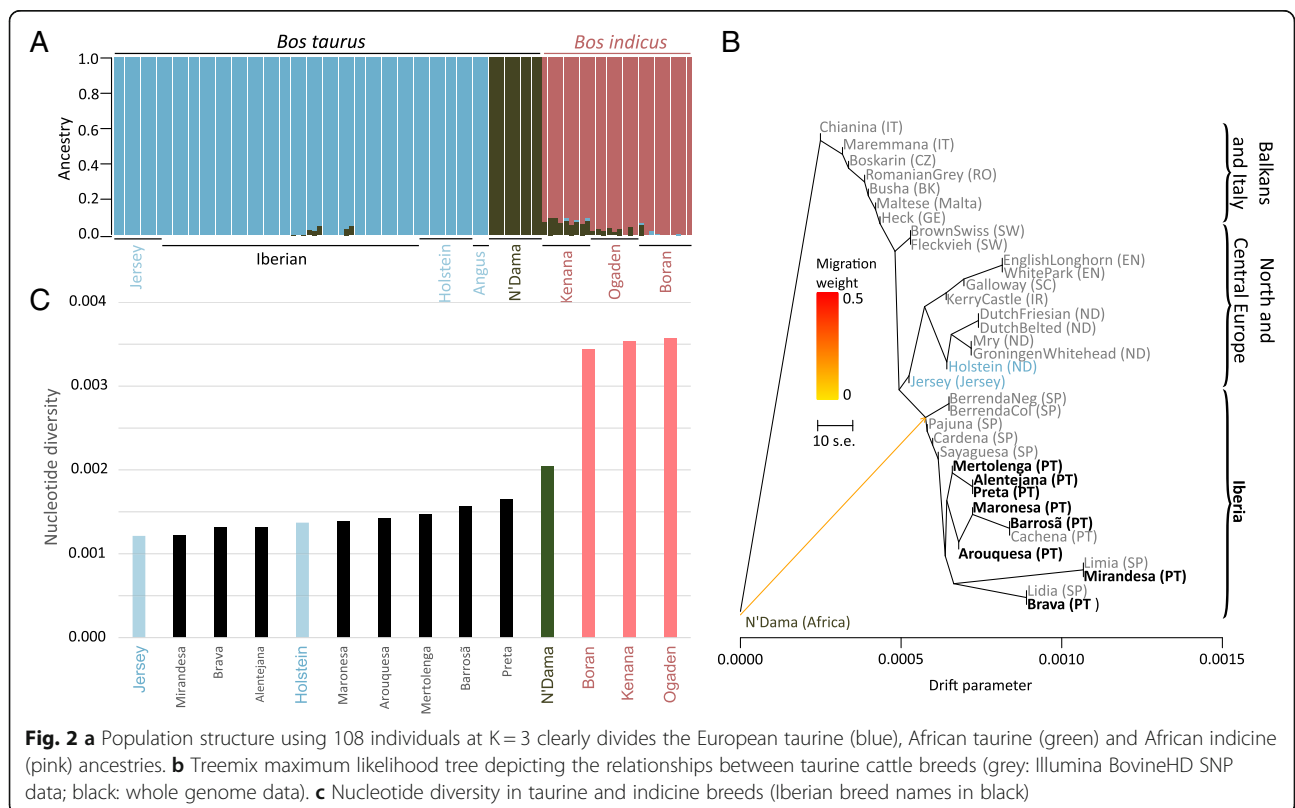 A
Bos taurus
Bos indicus
1.0
0.8
0.6
0.4
0.2
0.0
Ancestry
Jersey
Iberian
Holstein
Angus
N'Dama
Kenana
Ogaden
Boran
B
Chianina (IT)
Maremmana (IT)
Boskarin (CZ)
RomanianGrey (RO)
Busha (BK)
Maltese (Malta)
Heck (GE)
BrownSwiss (SW)
Fleckvieh (SW)
EnglishLonghorn (EN)
WhitePark (EN)
Galloway (SC)
KerryCastle (IR)
DutchFriesian (ND)
DutchBelted (ND)
Mry (ND)
GroningenWhitehead (ND)
Holstein (ND)
Jersey (Jersey)
BerrendaNeg (SP)
BerrendaCol (SP)
Pajuna (SP)
Cardena (SP)
Sayaguesa (SP)
Mertolenga (PT)
Alentejana (PT)
Preta (PT)
Maronesa (PT)
Barrosã (PT)
Cachena (PT)
Arouquesa (PT)
Limia (SP)
Mirandesa (PT)
Lidia (SP)
Brava (PT )
N'Dama (Africa)
Balkans
and Italy
North and
Central Europe
Iberia
Migration
weight
0.5
0
10 s.e.
0.0000
0.0005
0.0010
0.0015
Drift parameter
C
0.004
0.003
0.002
0.001
0.000
Nucleotide diversity
Jersey
Mirandesa
Brava
Alentejana
Holstein
Maronesa
Arouquesa
Mertolenga
Barrosã
Preta
N'Dama
Boran
Kenana
Ogaden
Fig. 2 a Population structure using 108 individuals at K = 3 clearly divides the European taurine (blue), African taurine (green) and African indicine
(pink) ancestries. b Treemix maximum likelihood tree depicting the relationships between taurine cattle breeds (grey: Illumina BovineHD SNP
data; black: whole genome data). c Nucleotide diversity in taurine and indicine breeds (Iberian breed names in black)